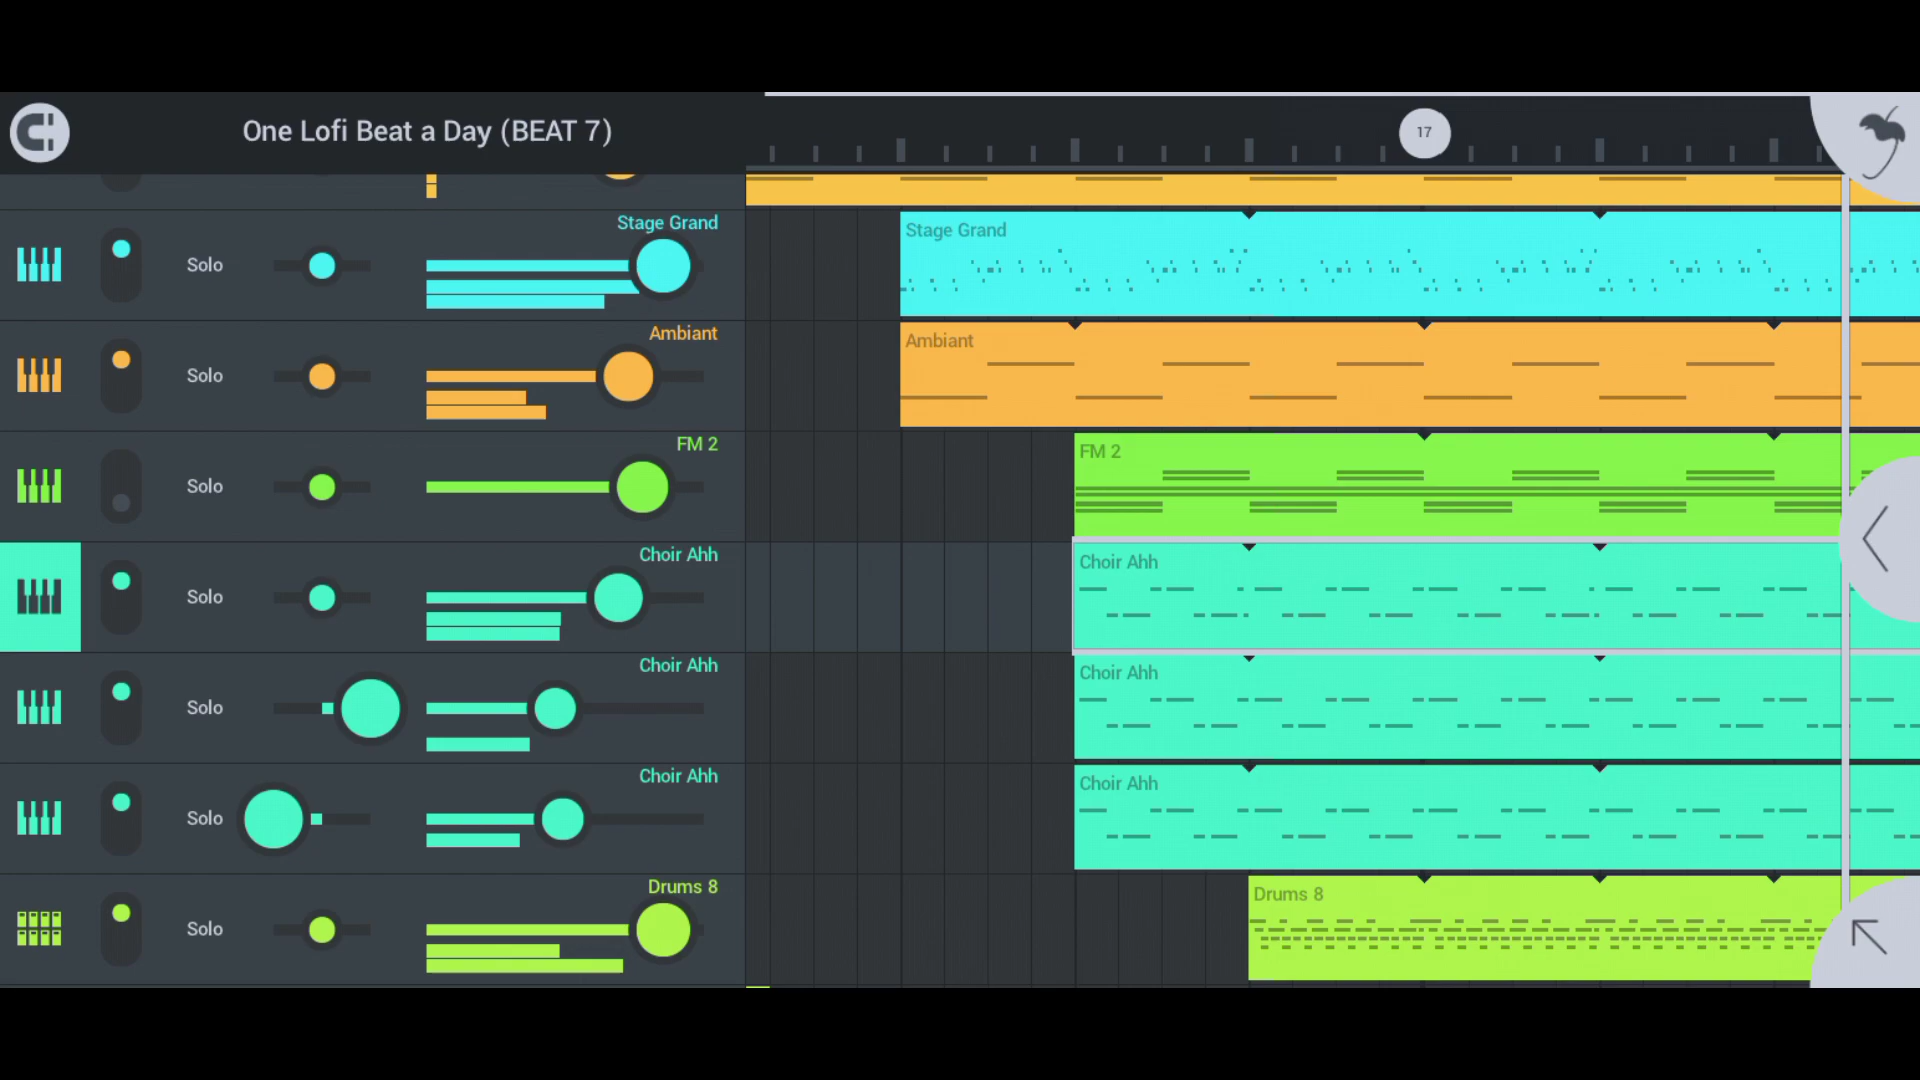 One Lofi Beat a Day (BEAT 7)
17
Stage Grand
Solo
Stage Grand
Ambiant
Solo
Ambiant
FM 2
Solo
FM 2
Choir Ahh
Solo
Choir Ahh
Choir Ahh
Solo
Choir Ahh
Choir Ahh
Solo
Choir Ahh
Drums 8
Solo
Drums 8